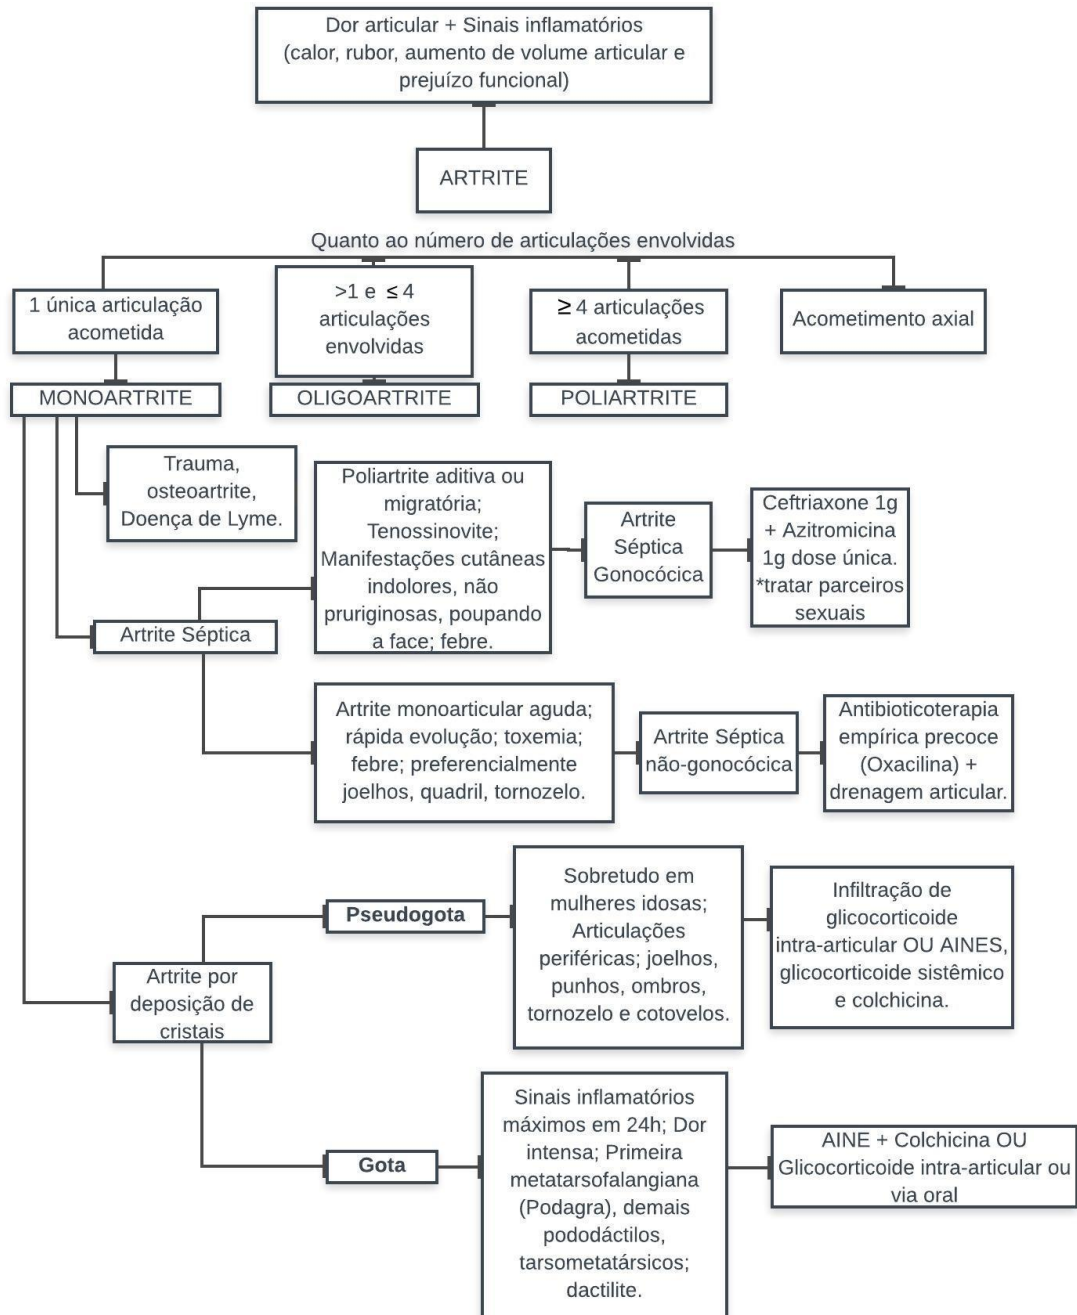 Dor articular + Sinais inflamatórios
(calor, rubor, aumento de volume articular e
prejuízo funcional)
ARTRITE
Quanto ao número de articulações envolvidas
1 única articulação
acometida
>1 e ≤ 4
articulações
envolvidas
≥ 4 articulações
acometidas
Acometimento axial
MONOARTRITE
OLIGOARTRITE
POLIARTRITE
Trauma,
osteoartrite,
Doença de Lyme.
Artrite Séptica
Poliartrite aditiva ou
migratória;
Tenossinovite;
Manifestações cutâneas
indolores, não
pruriginosas, poupando
a face; febre.
Artrite
Séptica
Gonocócica
Ceftriaxone 1g
+ Azitromicina
1g dose única.
*tratar parceiros
sexuais
Artrite monoarticular aguda;
rápida evolução; toxemia;
febre; preferencialmente
joelhos, quadril, tornozelo.
Artrite Séptica
não-gonocócica
Antibioticoterapia
empírica precoce
(Oxacilina) +
drenagem articular.
Artrite por
deposição de
cristais
Pseudogota
Sobretudo em
mulheres idosas;
Articulações
periféricas; joelhos,
punhos, ombros,
tornozelo e cotovelos.
Infiltração de
glicocorticoide
intra-articular OU AINES,
glicocorticoide sistêmico
e colchicina.
Gota
Sinais inflamatórios
máximos em 24h; Dor
intensa; Primeira
metatarsofalangiana
(Podagra), demais
pododáctilos,
tarsometatársicos;
dactilite.
AINE + Colchicina OU
Glicocorticoide intra-articular ou
via oral